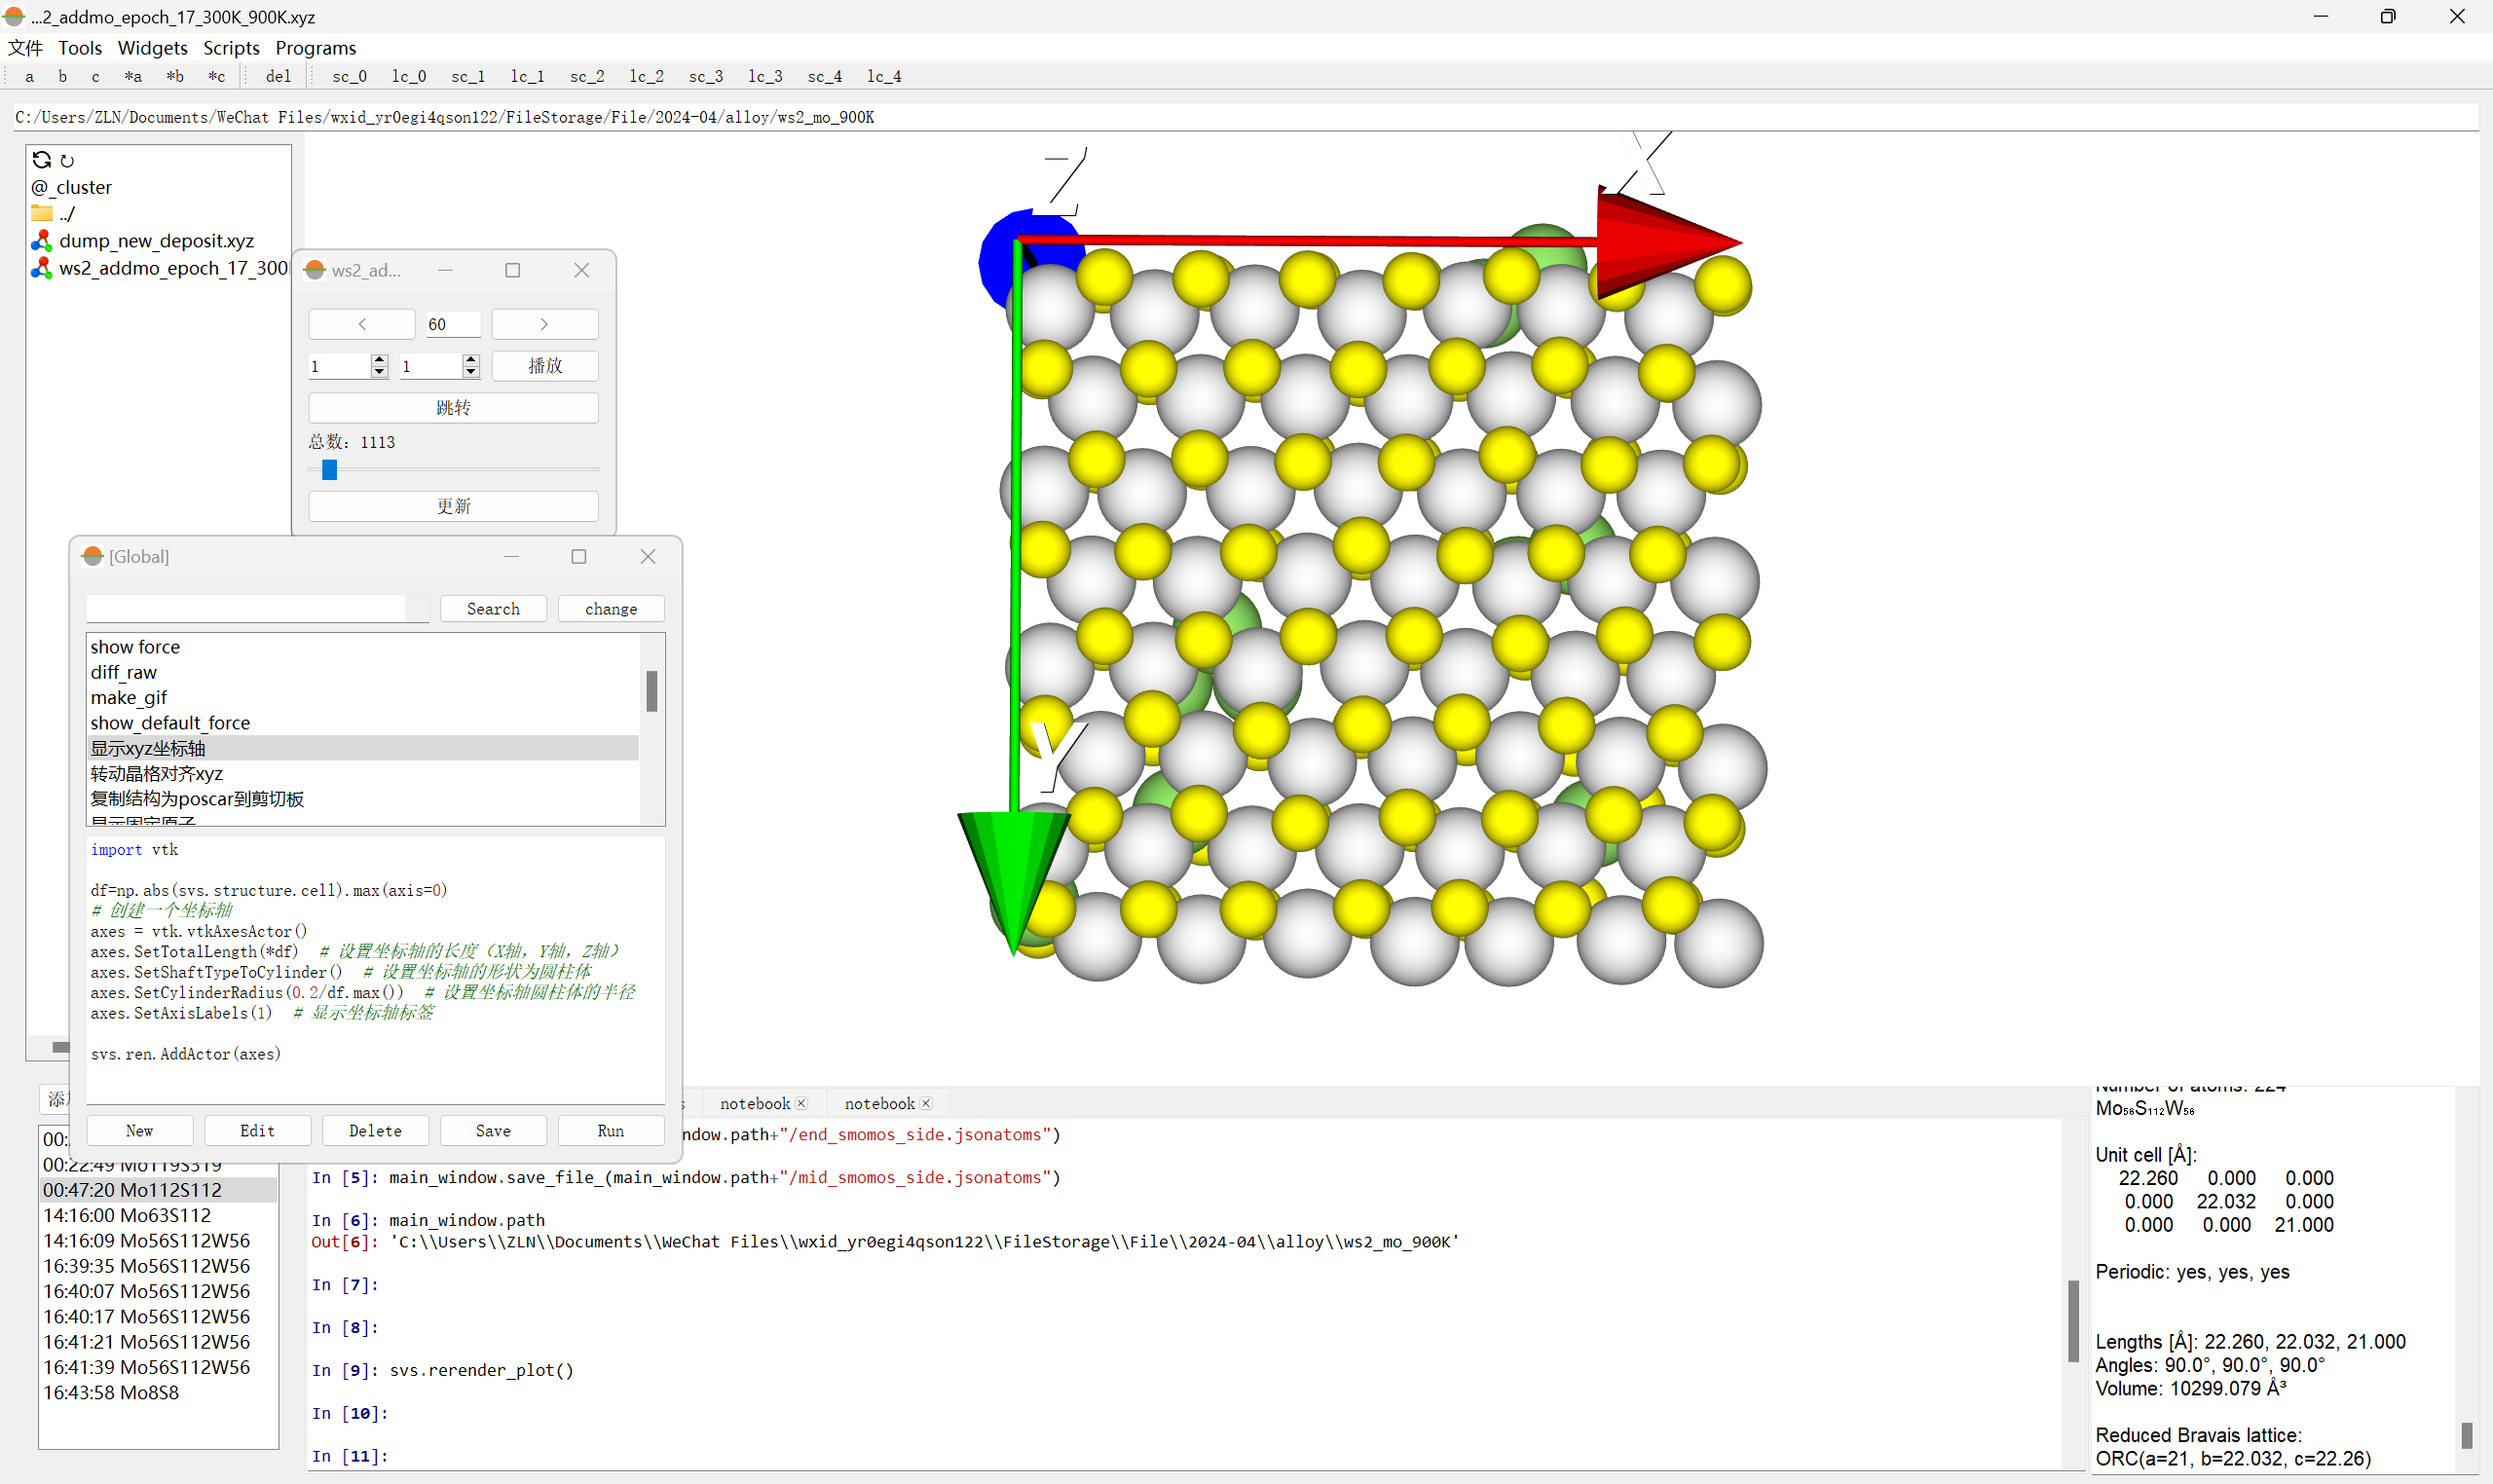 ...2_addmo_epoch_17_300K_900K.xyz
文件 Tools Widgets Scripts Programs
a b c *a *b *c del sc_0 lc_0 sc_1 lc_1 sc_2 lc_2 sc_3 lc_3 sc_4 lc_4
C:/Users/ZLN/Documents/WeChat Files/wxid_yr0egi4qson122/FileStorage/File/2024-04/alloy/ws2_mo_900K
@_cluster
../
dump_new_deposit.xyz
ws2_addmo_epoch_17_300
ws2_ad...
< 60 >
1 1 播放
跳转
总数: 1113
更新
Z
X
Y
[Global]
Search change
show force
diff_raw
make_gif
show_default_force
显示xyz坐标轴
转动晶格对齐xyz
复制结构为poscar到剪切板
显示固定原子
import vtk
df=np.abs(svs.structure.cell).max(axis=0)
# 创建一个坐标轴
axes = vtk.vtkAxesActor()
axes.SetTotalLength(*df) # 设置坐标轴的长度（X轴，Y轴，Z轴）
axes.SetShaftTypeToCylinder() # 设置坐标轴的形状为圆柱体
axes.SetCylinderRadius(0.2/df.max()) # 设置坐标轴圆柱体的半径
axes.SetAxisLabels(1) # 显示坐标轴标签
svs.ren.AddActor(axes)
New Edit Delete Save Run
00:22:49 Mo119S319
00:47:20 Mo112S112
14:16:00 Mo63S112
14:16:09 Mo56S112W56
16:39:35 Mo56S112W56
16:40:07 Mo56S112W56
16:40:17 Mo56S112W56
16:41:21 Mo56S112W56
16:41:39 Mo56S112W56
16:43:58 Mo8S8
notebook notebook
ndow.path+"/end_smomos_side.jsonatoms")
In [5]: main_window.save_file_(main_window.path+"/mid_smomos_side.jsonatoms")
In [6]: main_window.path
Out[6]: 'C:\\Users\\ZLN\\Documents\\WeChat Files\\wxid_yr0egi4qson122\\FileStorage\\File\\2024-04\\alloy\\ws2_mo_900K'
In [7]:
In [8]:
In [9]: svs.rerender_plot()
In [10]:
In [11]:
Number of atoms: 224
Mo₅₆S₁₁₂W₅₆
Unit cell [Å]:
22.260 0.000 0.000
0.000 22.032 0.000
0.000 0.000 21.000
Periodic: yes, yes, yes
Lengths [Å]: 22.260, 22.032, 21.000
Angles: 90.0°, 90.0°, 90.0°
Volume: 10299.079 Å³
Reduced Bravais lattice:
ORC(a=21, b=22.032, c=22.26)